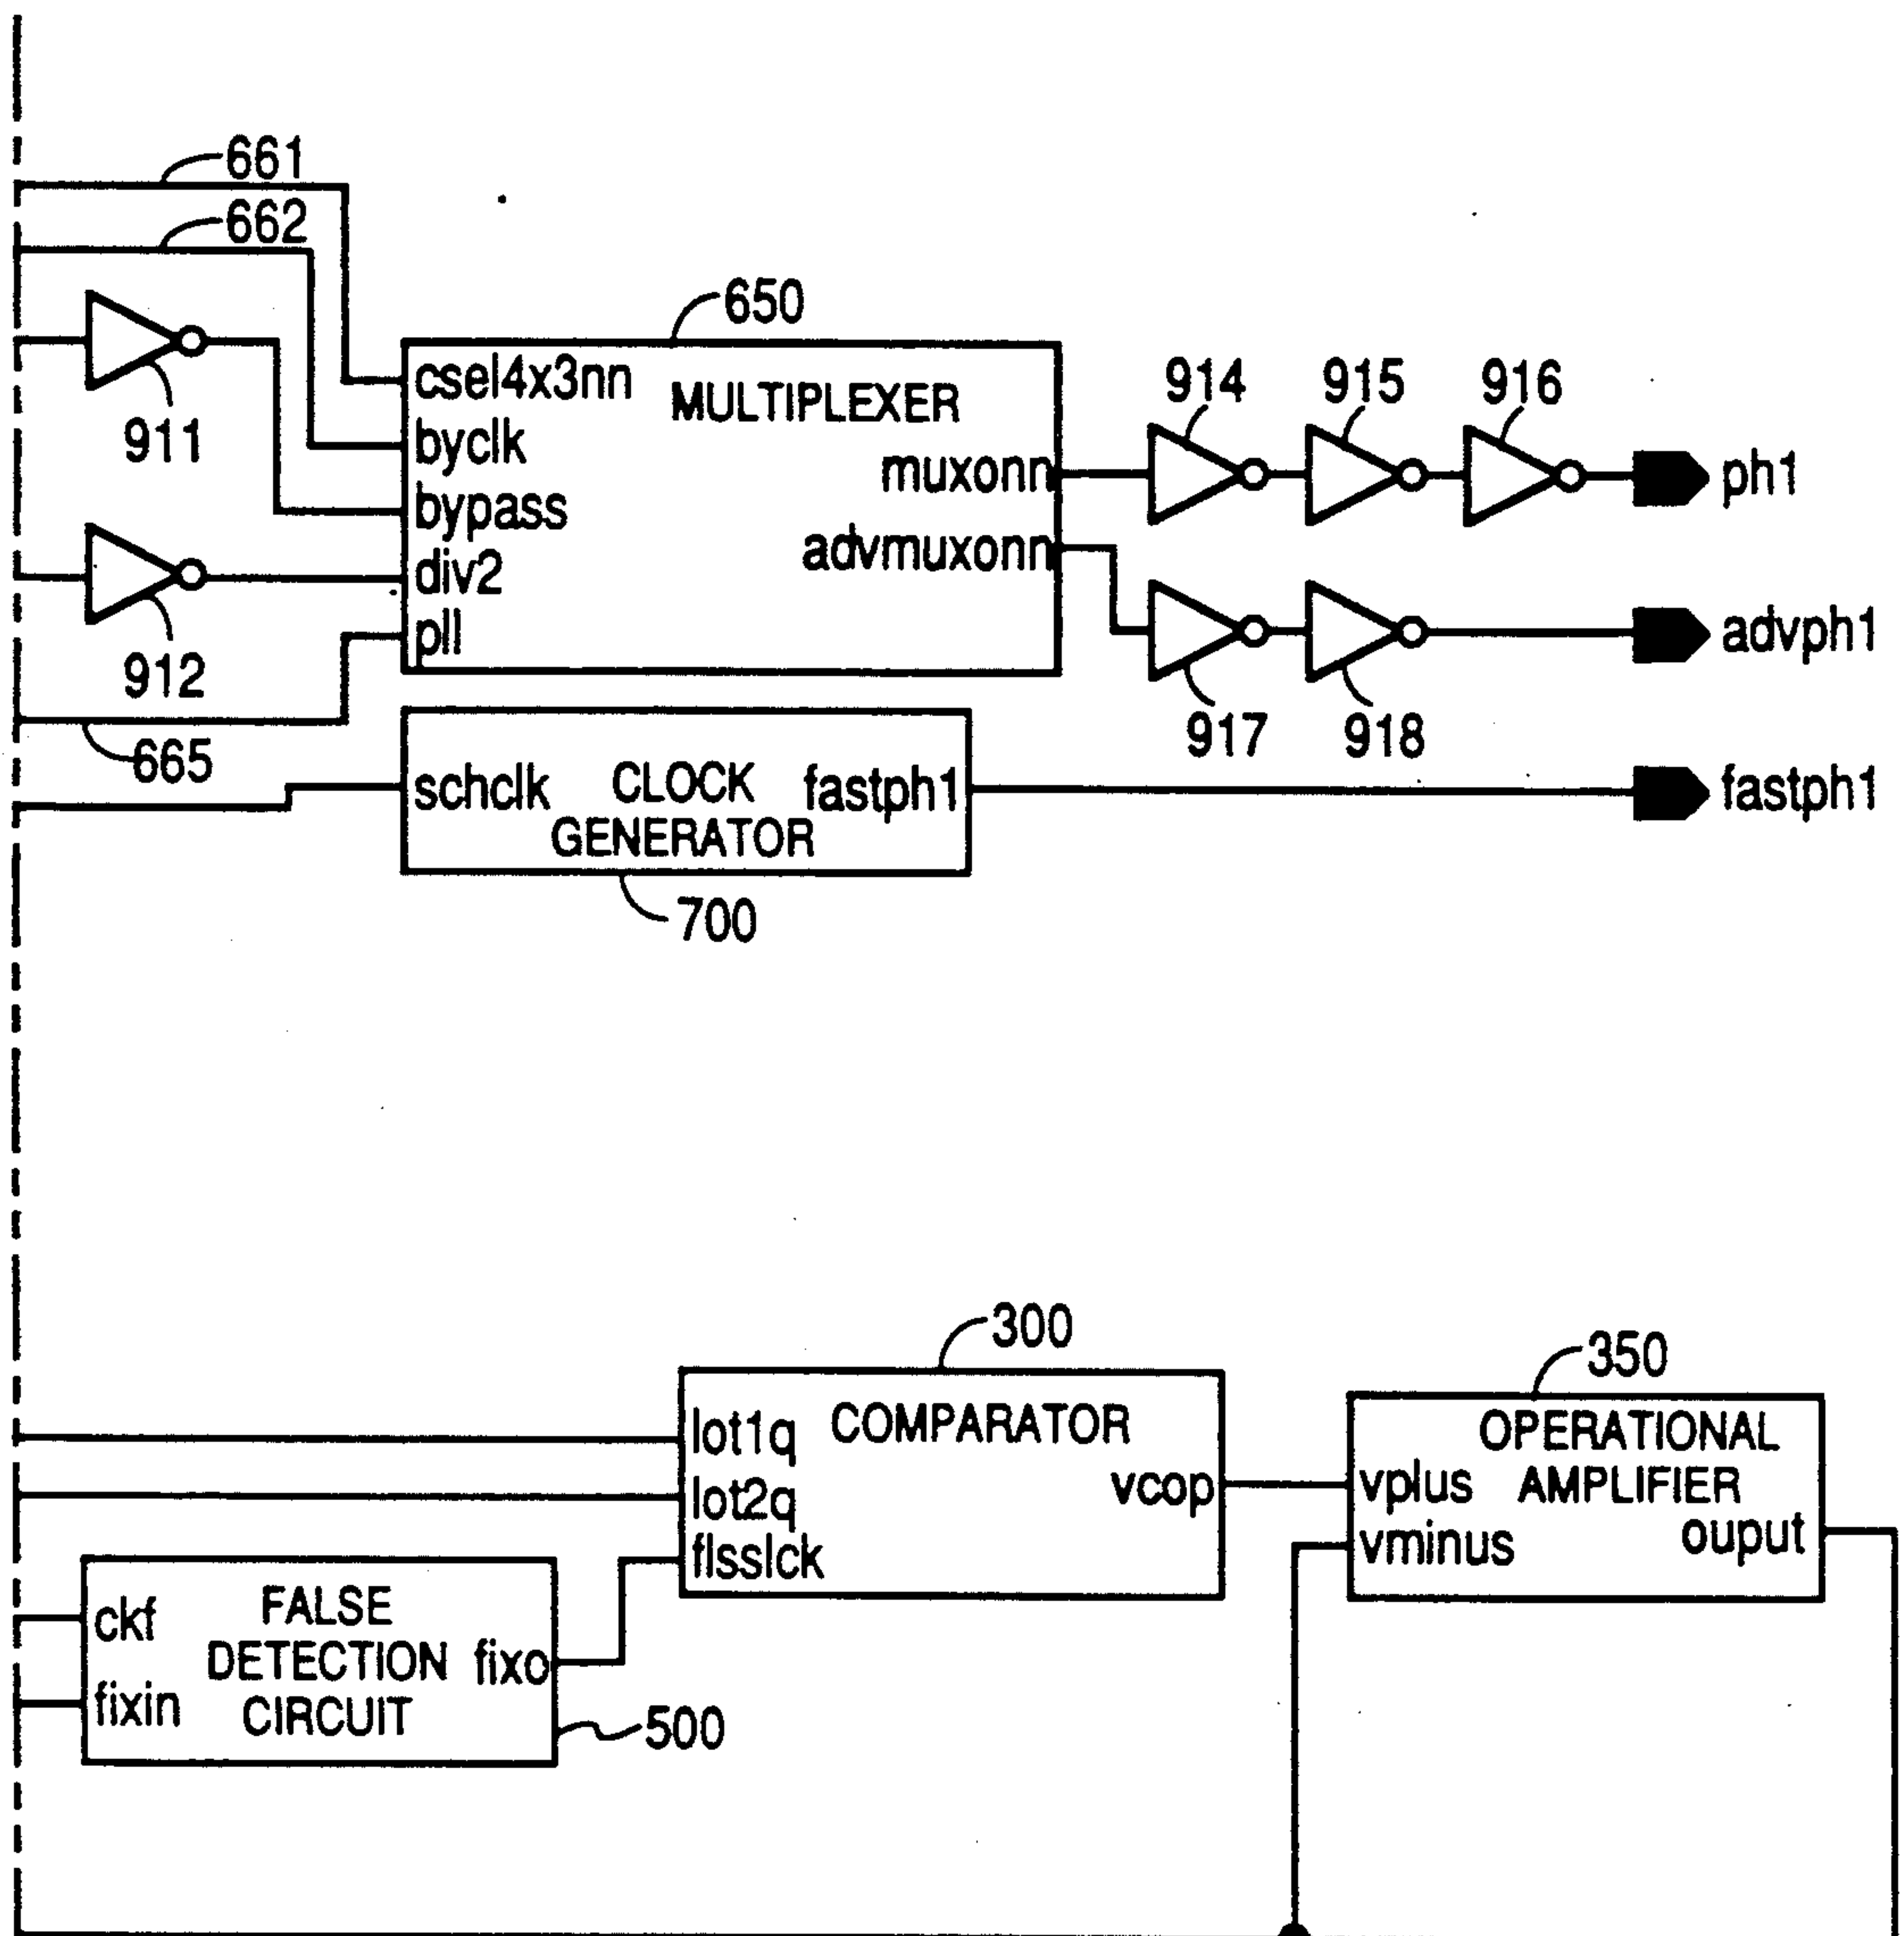 661
662
650
911
csel4x3nn
MULTIPLEXER
byclk
bypass
muxonn
advmuxonn
div2
pll
912
665
914
915
916
ph1
917
918
advph1
schclk
CLOCK
GENERATOR
fastph1
fastph1
700
300
lot1q
COMPARATOR
lot2q
vcop
flsslck
350
OPERATIONAL
AMPLIFIER
vplus
vminus
ouput
ckf
FALSE
DETECTION
CIRCUIT
fixo
fixin
500